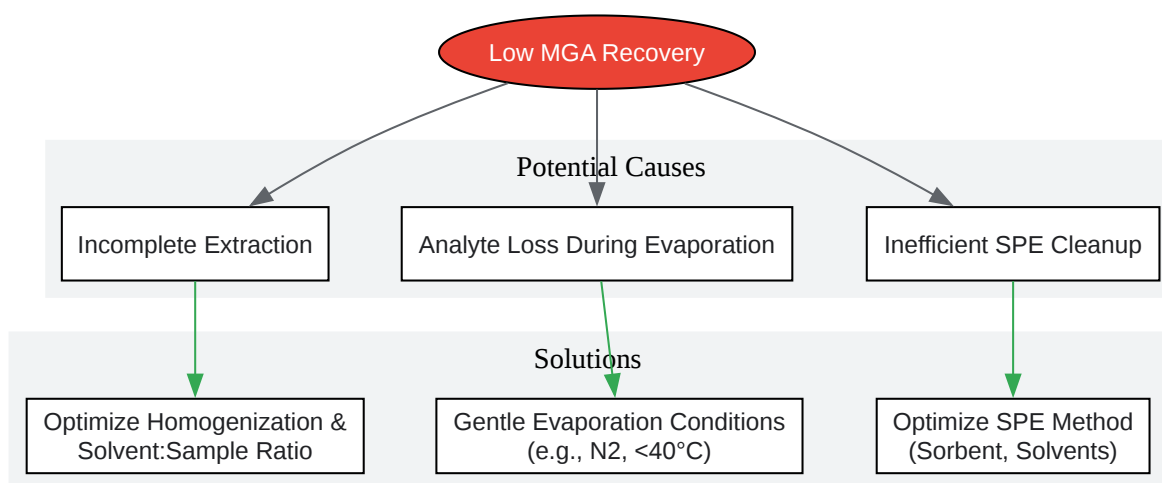 Low MGA Recovery
Potential Causes
Incomplete Extraction
Analyte Loss During Evaporation
Inefficient SPE Cleanup
Solutions
Optimize Homogenization &
Solvent:Sample Ratio
Gentle Evaporation Conditions
(e.g., N2, <40°C)
Optimize SPE Method
(Sorbent, Solvents)